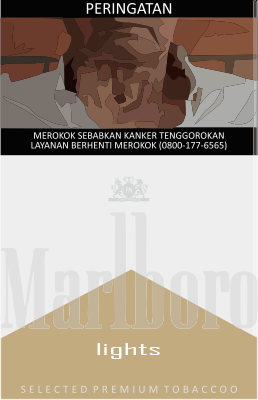 PERINGATAN
MEROKOK SEBABKAN KANKER TENGGOROKAN
LAYANAN BERHENTI MEROKOK (0800-177-6565)
Marlboro
lights
SELECTED PREMIUM TOBACCOO